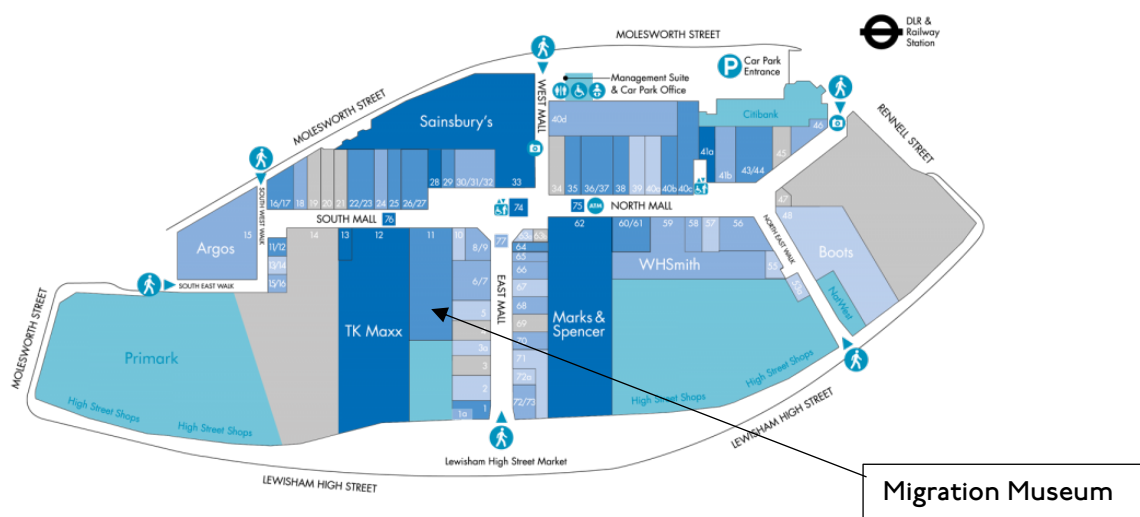 MOLESWORTH STREET
DLR &
Railway
Station
P
Car Park
Entrance
Management Suite
& Car Park Office
WEST MALL
Citibank
46
RENNELL STREET
MOLESWORTH STREET
Sainsbury's
40d
41a
41b
43/44
45
28
29
30/31/32
33
34
35
36/37
38
39
40a
40b
40c
16/17
18
19
20
21
22/23
24
25
26/27
SOUTH WEST WALK
SOUTH MALL
76
74
75
ATM
NORTH MALL
47
48
Argos
15
11/12
13/14
15/16
14
13
12
11
10
8/9
77
63b
64
65
62
60/61
59
58
57
56
WHSmith
55
53b
NORTH EAST WALK
Boots
NatWest
SOUTH EAST WALK
MOLESWORTH STREET
Primark
TK Maxx
6/7
5
3a
3
2
1
1a
EAST MALL
66
67
68
69
70
71
72a
72/73
Marks &
Spencer
High Street Shops
High Street Shops
High Street Shops
High Street Shops
Lewisham High Street Market
LEWISHAM HIGH STREET
LEWISHAM HIGH STREET
Migration Museum